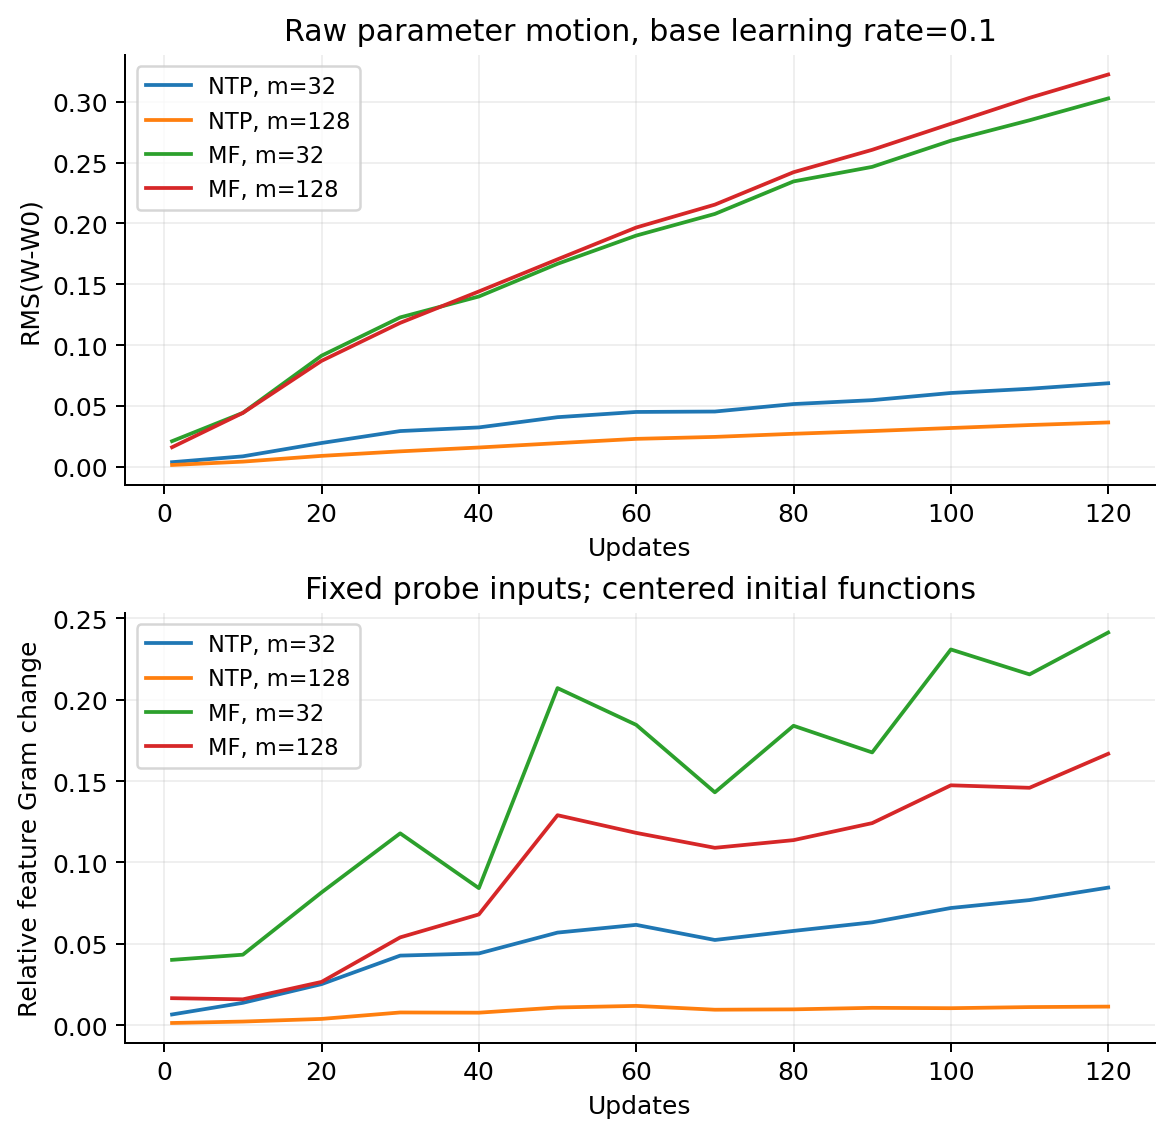 Raw parameter motion, base learning rate=0.1
RMS(W-W0)
0.30
0.25
0.20
0.15
0.10
0.05
0.00
NTP, m=32
NTP, m=128
MF, m=32
MF, m=128
0 20 40 60 80 100 120
Updates
Fixed probe inputs; centered initial functions
Relative feature Gram change
0.25
0.20
0.15
0.10
0.05
0.00
NTP, m=32
NTP, m=128
MF, m=32
MF, m=128
0 20 40 60 80 100 120
Updates